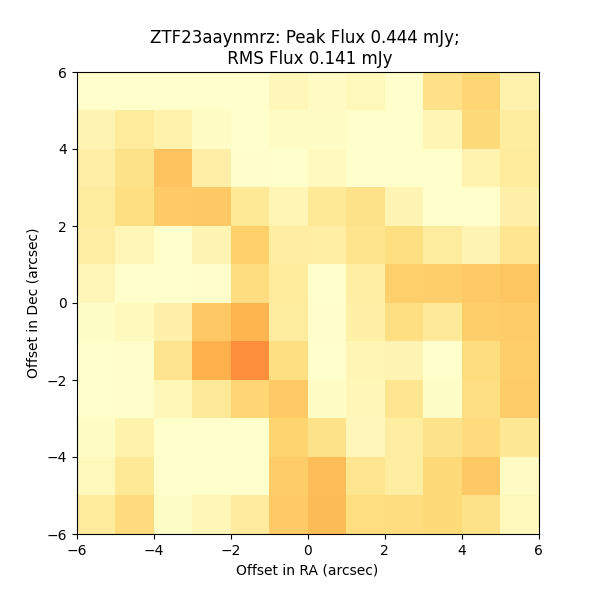 ZTF23aaynmrz: Peak Flux 0.444 mJy;
RMS Flux 0.141 mJy
6
4
2
0
−2
−4
−6
Offset in Dec (arcsec)
−6 −4 −2 0 2 4 6
Offset in RA (arcsec)